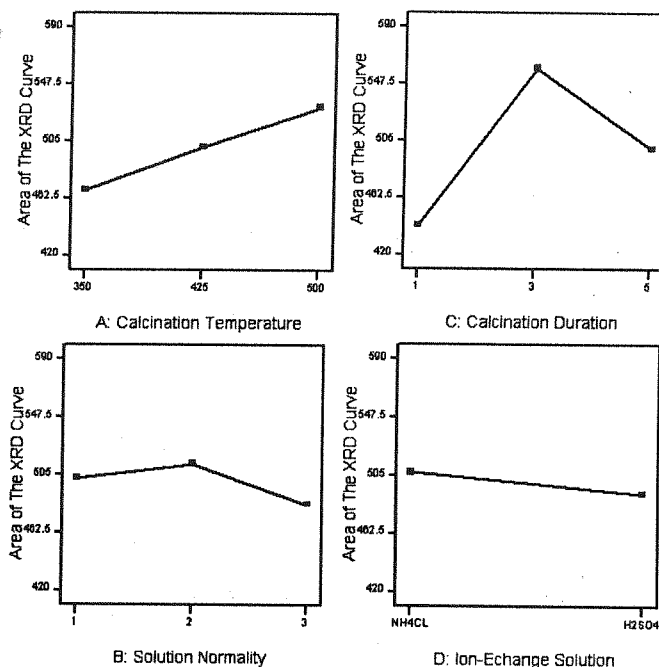 590
547.5
505
462.5
420
Area of The XRD Curve
350
425
500
A: Calcination Temperature
590
547.5
505
462.5
420
Area of The XRD Curve
1
3
5
C: Calcination Duration
590
547.5
505
462.5
420
Area of The XRD Curve
1
2
3
B: Solution Normality
590
547.5
505
462.5
420
Area of The XRD Curve
NH4CL
H2SO4
D: Ion-Echange Solution